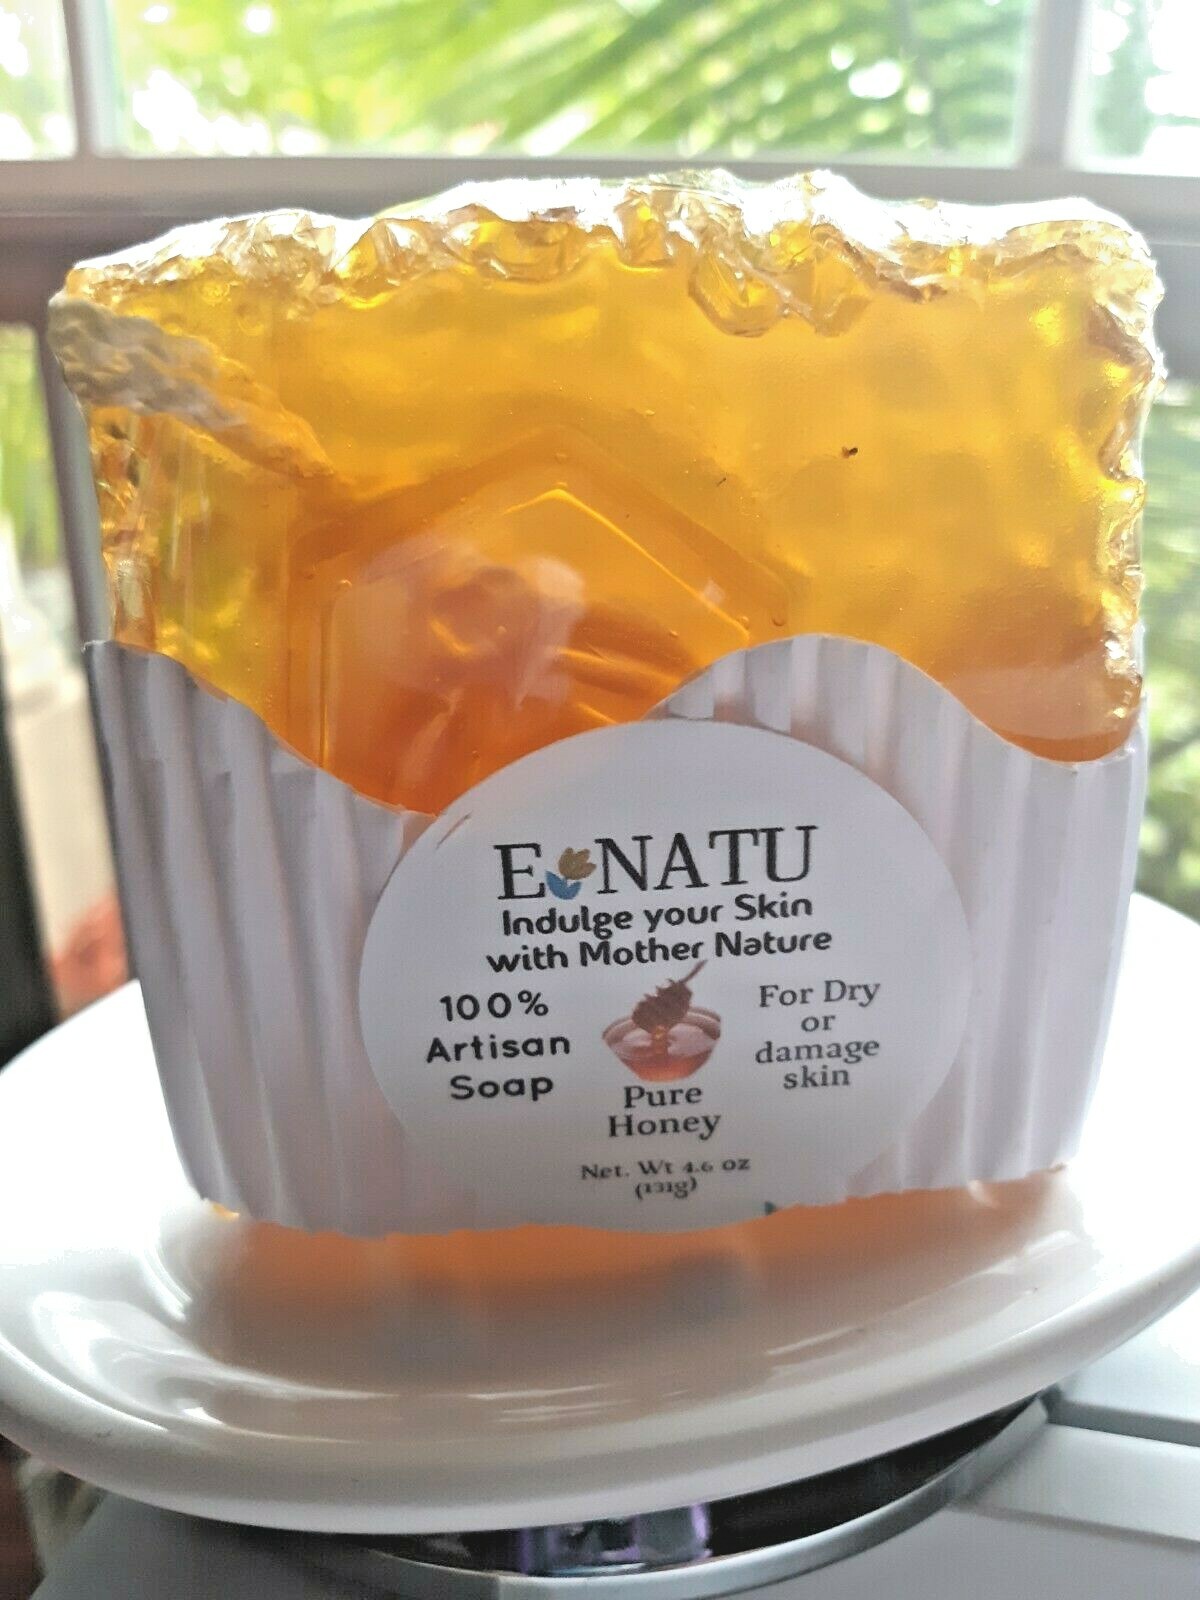 E NATU
Indulge your Skin
with Mother Nature
100%
Artisan
Soap
For Dry
or
damage
skin
Pure
Honey
Net. Wt 4.6 oz
(131g)